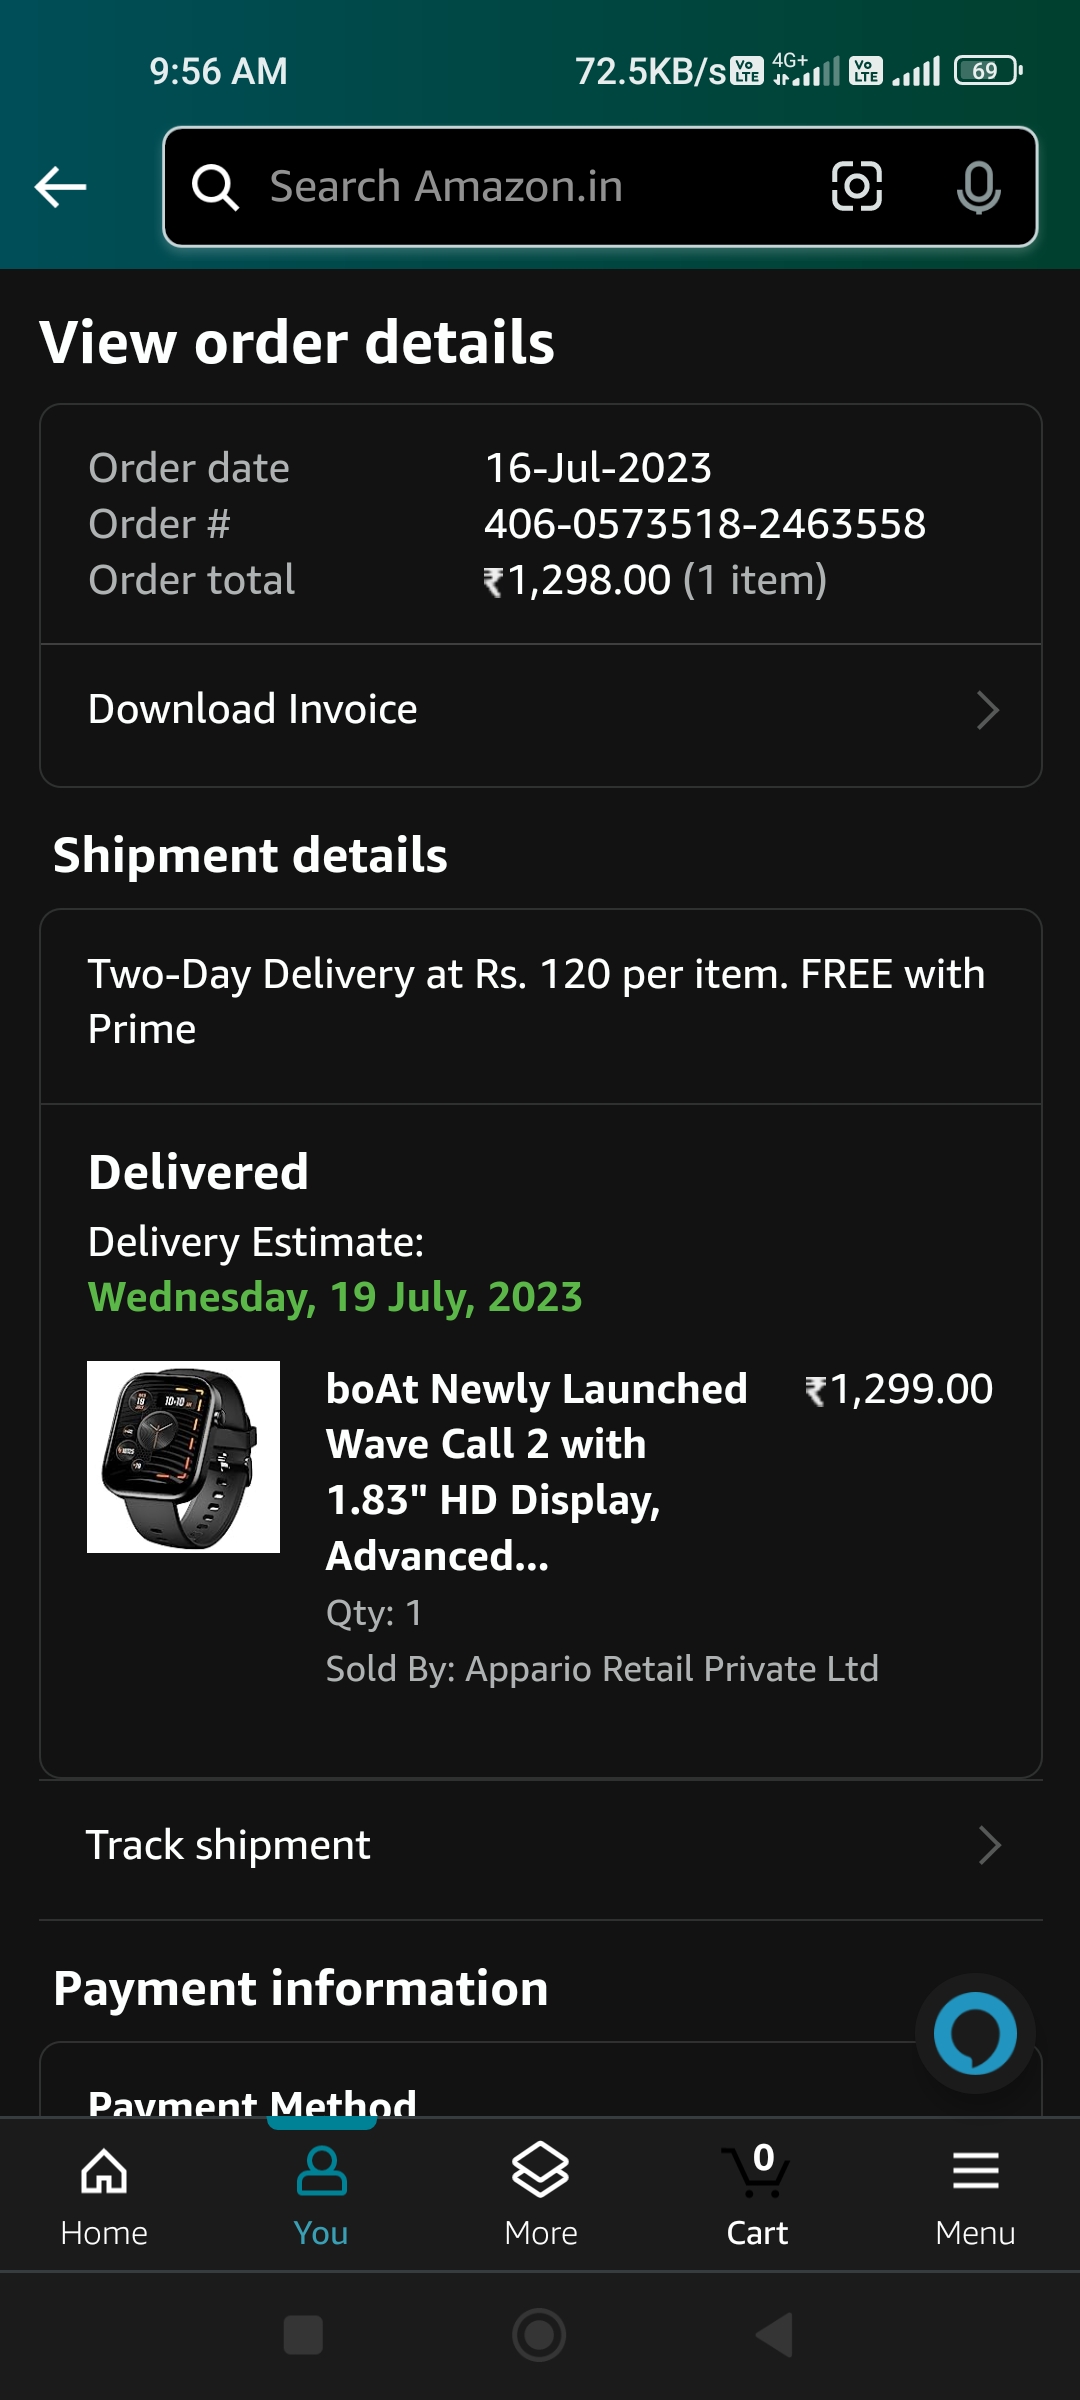 9:56 AM 72.5KB/s Vo LTE 4G+ Vo LTE 69
Search Amazon.in
View order details
Order date 16-Jul-2023
Order # 406-0573518-2463558
Order total ₹1,298.00 (1 item)
Download Invoice
Shipment details
Two-Day Delivery at Rs. 120 per item. FREE with
Prime
Delivered
Delivery Estimate:
Wednesday, 19 July, 2023
boAt Newly Launched ₹1,299.00
Wave Call 2 with
1.83" HD Display,
Advanced...
Qty: 1
Sold By: Appario Retail Private Ltd
Track shipment
Payment information
Payment Method
0
Home You More Cart Menu